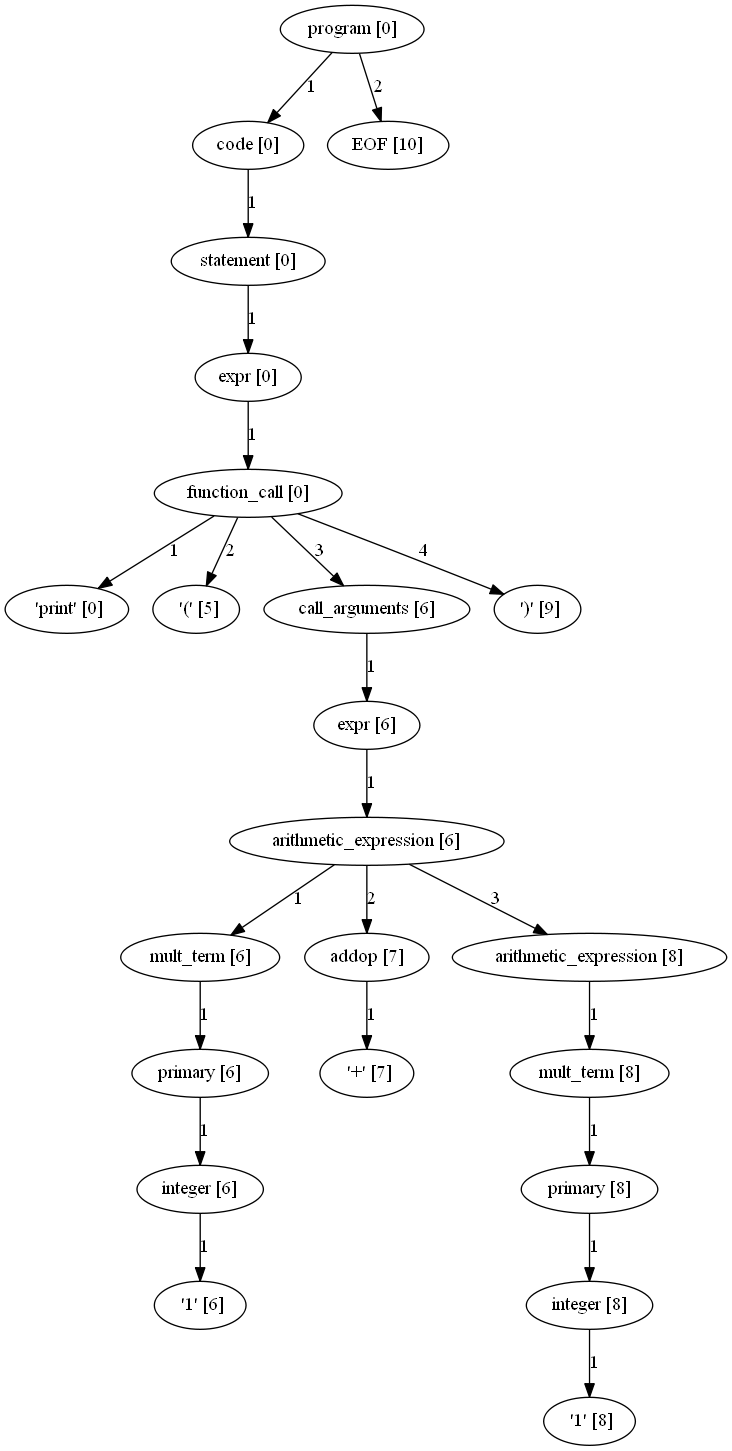 program [0]
1 2
code [0] EOF [10]
1
statement [0]
1
expr [0]
1
function_call [0]
1 2 3 4
'print' [0] '(' [5] call_arguments [6] ')' [9]
1
expr [6]
1
arithmetic_expression [6]
1 2 3
mult_term [6] addop [7] arithmetic_expression [8]
1 1 1
primary [6] '+' [7] mult_term [8]
1 1
integer [6] primary [8]
1 1
'1' [6] integer [8]
1
'1' [8]